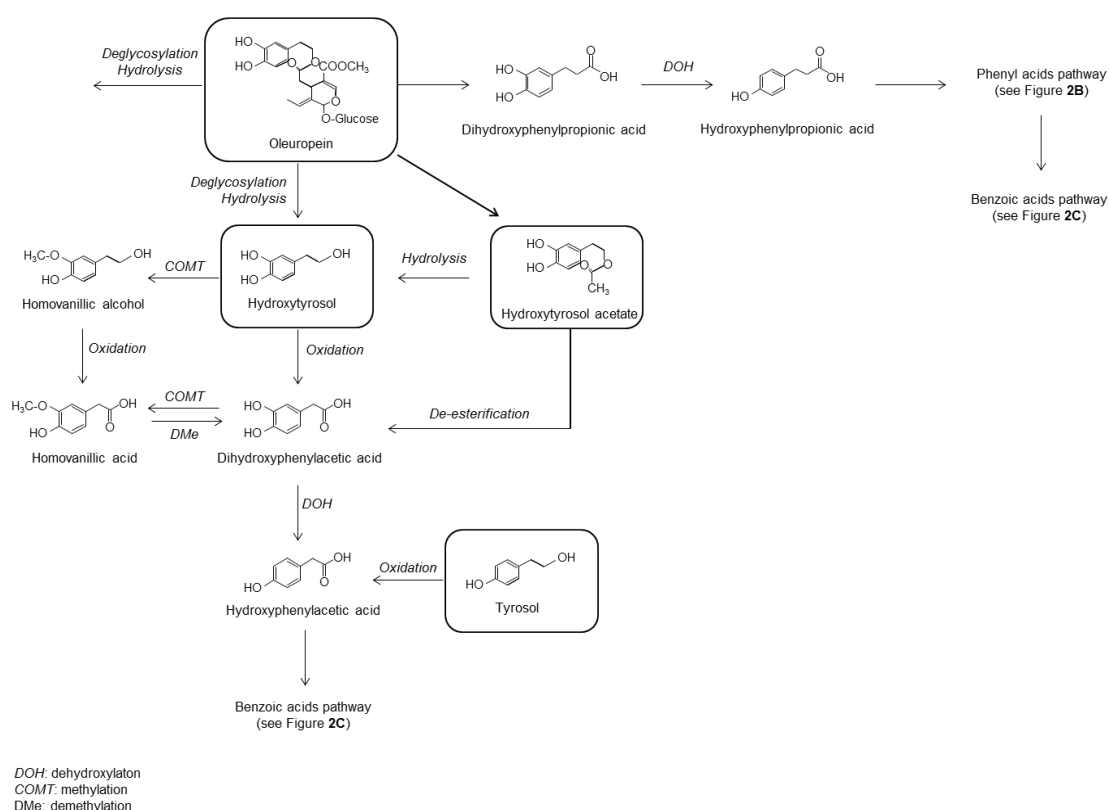 Deglycosylation
Hydrolysis
HO
HO
O
O
COOCH3
O
O-Glucose
Oleuropein
HO
HO
O
OH
Dihydroxyphenylpropionic acid
DOH
HO
O
OH
Hydroxyphenylpropionic acid
Phenyl acids pathway
(see Figure 2B)
Benzoic acids pathway
(see Figure 2C)
Deglycosylation
Hydrolysis
H3C-O
HO
OH
Homovanillic alcohol
COMT
HO
HO
OH
Hydroxytyrosol
Hydrolysis
HO
HO
O
O
CH3
Hydroxytyrosol acetate
Oxidation
Oxidation
H3C-O
HO
OH
O
Homovanillic acid
COMT
DMe
HO
HO
OH
O
Dihydroxyphenylacetic acid
De-esterification
DOH
HO
OH
O
Hydroxyphenylacetic acid
Oxidation
HO
OH
Tyrosol
Benzoic acids pathway
(see Figure 2C)
DOH: dehydroxylaton
COMT: methylation
DMe: demethylation